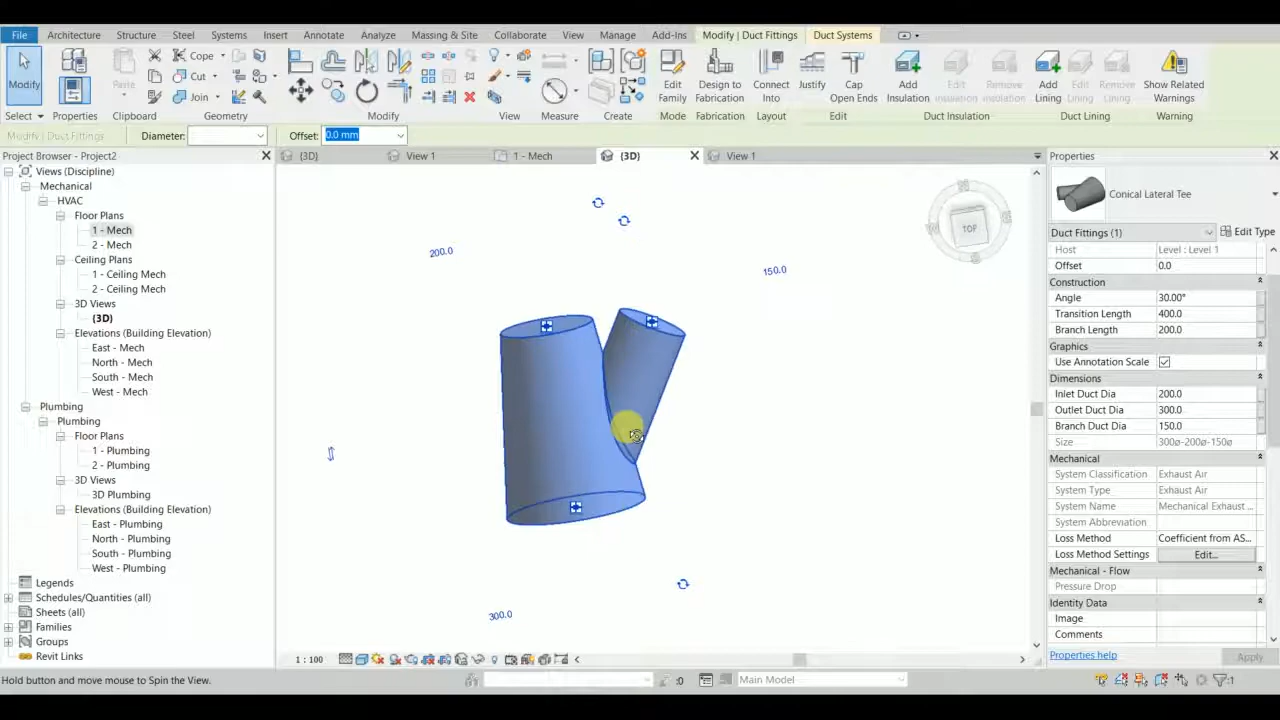 File Architecture Structure Steel Systems Insert Annotate Analyze Massing & Site Collaborate View Manage Add-Ins Modify | Duct Fittings Duct Systems
Modify
Paste
Cope
Cut
Join
Edit Family
Design to Fabrication
Connect Into
Justify
Cap Open Ends
Add Insulation
Edit Insulation
Remove Insulation
Add Lining
Edit Lining
Remove Lining
Show Related Warnings
Select Properties Clipboard Geometry Modify View Measure Create Mode Fabrication Layout Edit Duct Insulation Duct Lining Warning
Modify | Duct Fittings Diameter: Offset: 0.0 mm
Project Browser - Project2
{3D} View 1 1 - Mech {3D} View 1
Views (Discipline)
Mechanical
HVAC
Floor Plans
1 - Mech
2 - Mech
Ceiling Plans
1 - Ceiling Mech
2 - Ceiling Mech
3D Views
{3D}
Elevations (Building Elevation)
East - Mech
North - Mech
South - Mech
West - Mech
Plumbing
Plumbing
Floor Plans
1 - Plumbing
2 - Plumbing
3D Views
3D Plumbing
Elevations (Building Elevation)
East - Plumbing
North - Plumbing
South - Plumbing
West - Plumbing
Legends
Schedules/Quantities (all)
Sheets (all)
Families
Groups
Revit Links
200.0
150.0
300.0
TOP
Properties
Conical Lateral Tee
Duct Fittings (1) Edit Type
Host Level : Level 1
Offset 0.0
Construction
Angle 30.00°
Transition Length 400.0
Branch Length 200.0
Graphics
Use Annotation Scale
Dimensions
Inlet Duct Dia 200.0
Outlet Duct Dia 300.0
Branch Duct Dia 150.0
Size 300ø-200ø-150ø
Mechanical
System Classification Exhaust Air
System Type Exhaust Air
System Name Mechanical Exhaust ...
System Abbreviation
Loss Method Coefficient from AS...
Loss Method Settings Edit...
Mechanical - Flow
Pressure Drop
Identity Data
Image
Comments
Properties help Apply
1 : 100
Hold button and move mouse to Spin the View.
:0
Main Model
:1